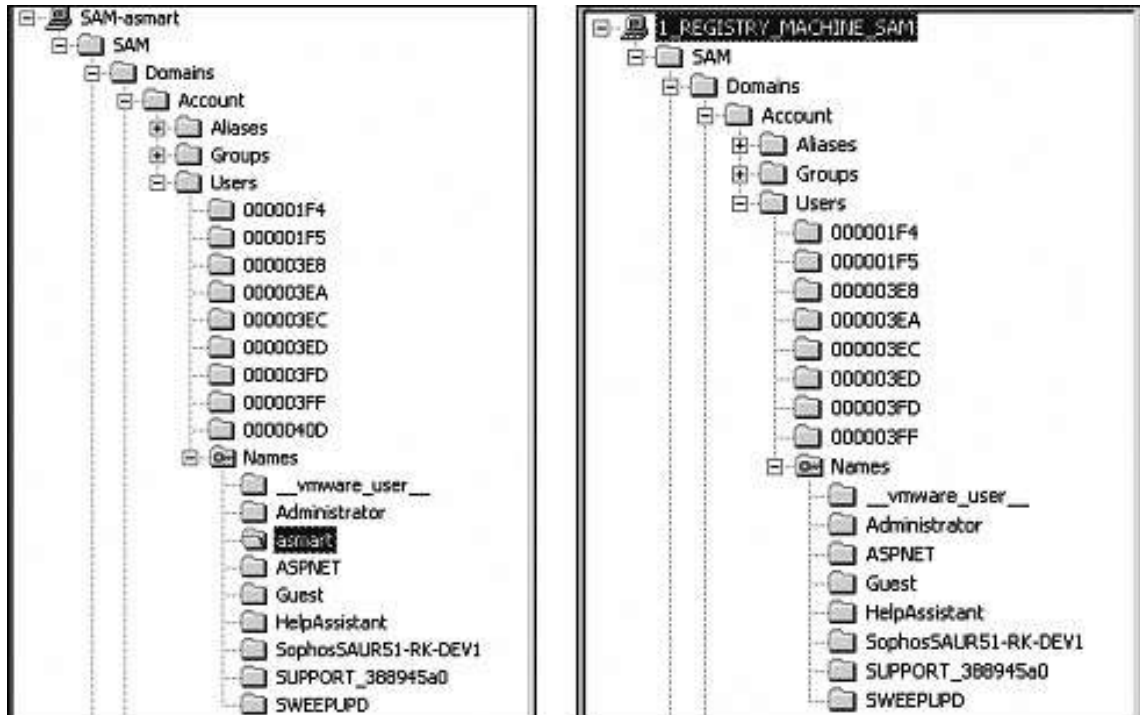 SAM-asmart
SAM
Domains
Account
Aliases
Groups
Users
000001F4
000001F5
000003E8
000003EA
000003EC
000003ED
000003FD
000003FF
0000040D
Names
__vmware_user__
Administrator
asmart
ASPNET
Guest
HelpAssistant
SophosSAUR51-RK-DEV1
SUPPORT_388945a0
SWEEPUPD
1_REGISTRY_MACHINE_SAM
SAM
Domains
Account
Aliases
Groups
Users
000001F4
000001F5
000003E8
000003EA
000003EC
000003ED
000003FD
000003FF
Names
__vmware_user__
Administrator
ASPNET
Guest
HelpAssistant
SophosSAUR51-RK-DEV1
SUPPORT_388945a0
SWEEPUPD